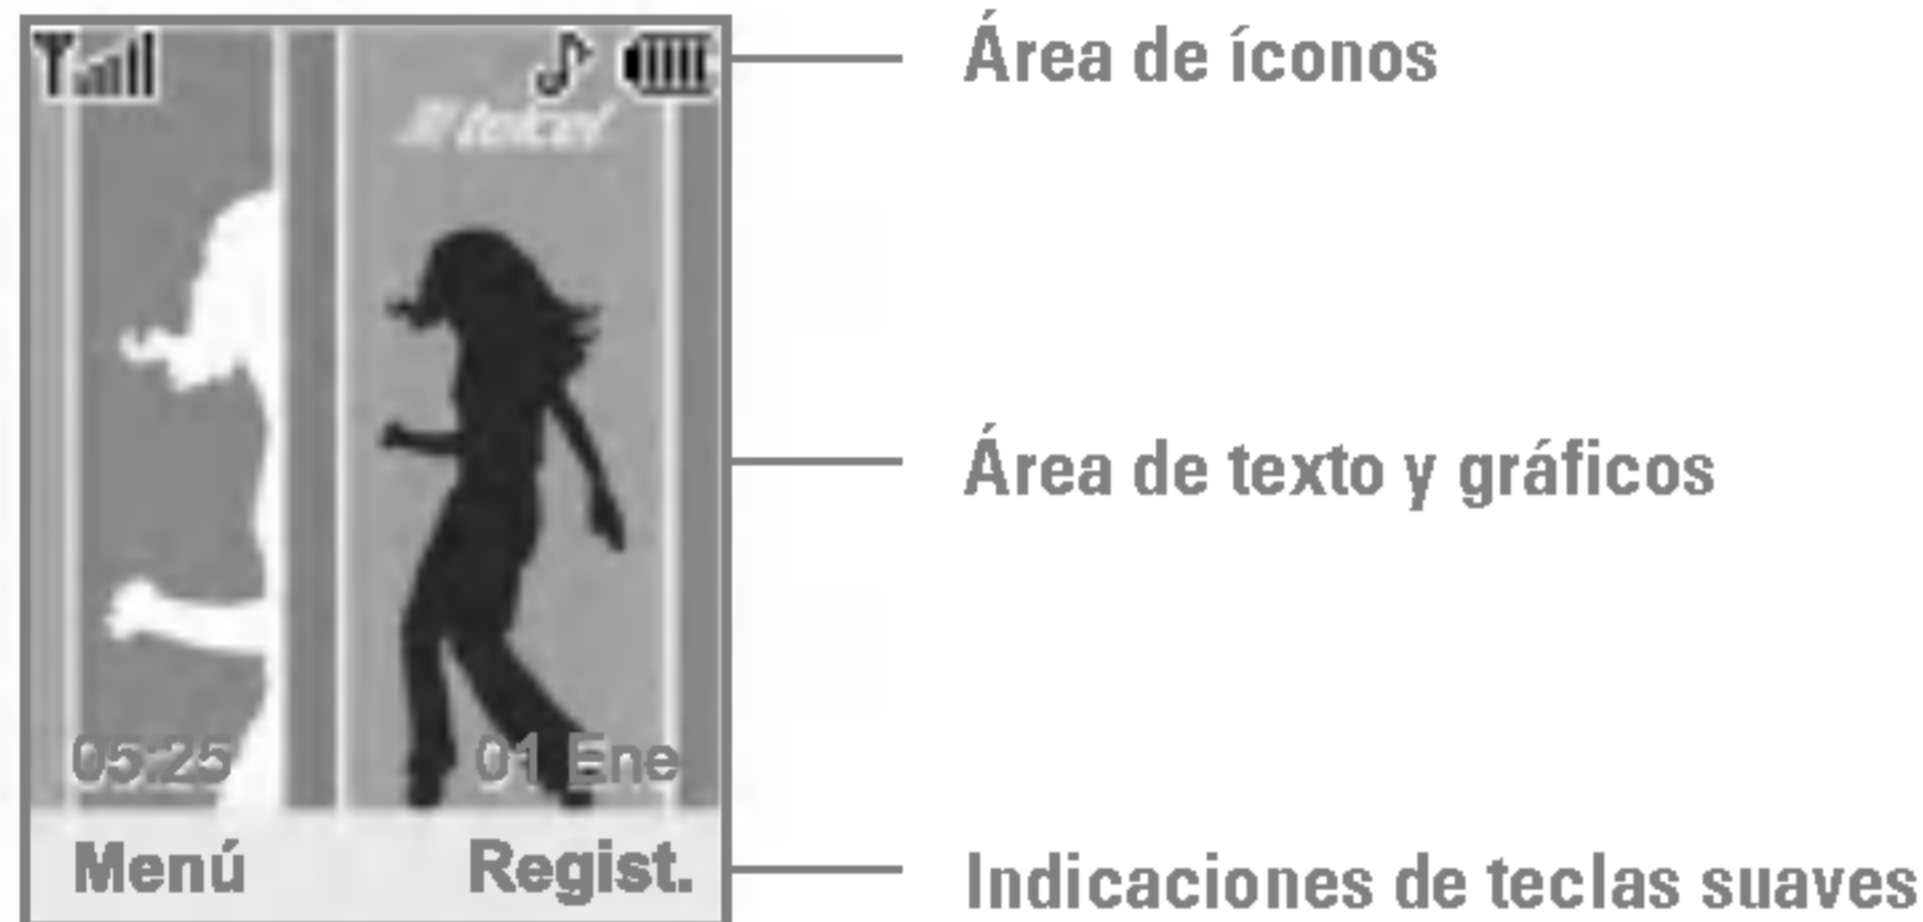 Área de íconos
telcel
Área de texto y gráficos
05:25 01 Ene
Menú Regist.
Indicaciones de teclas suaves